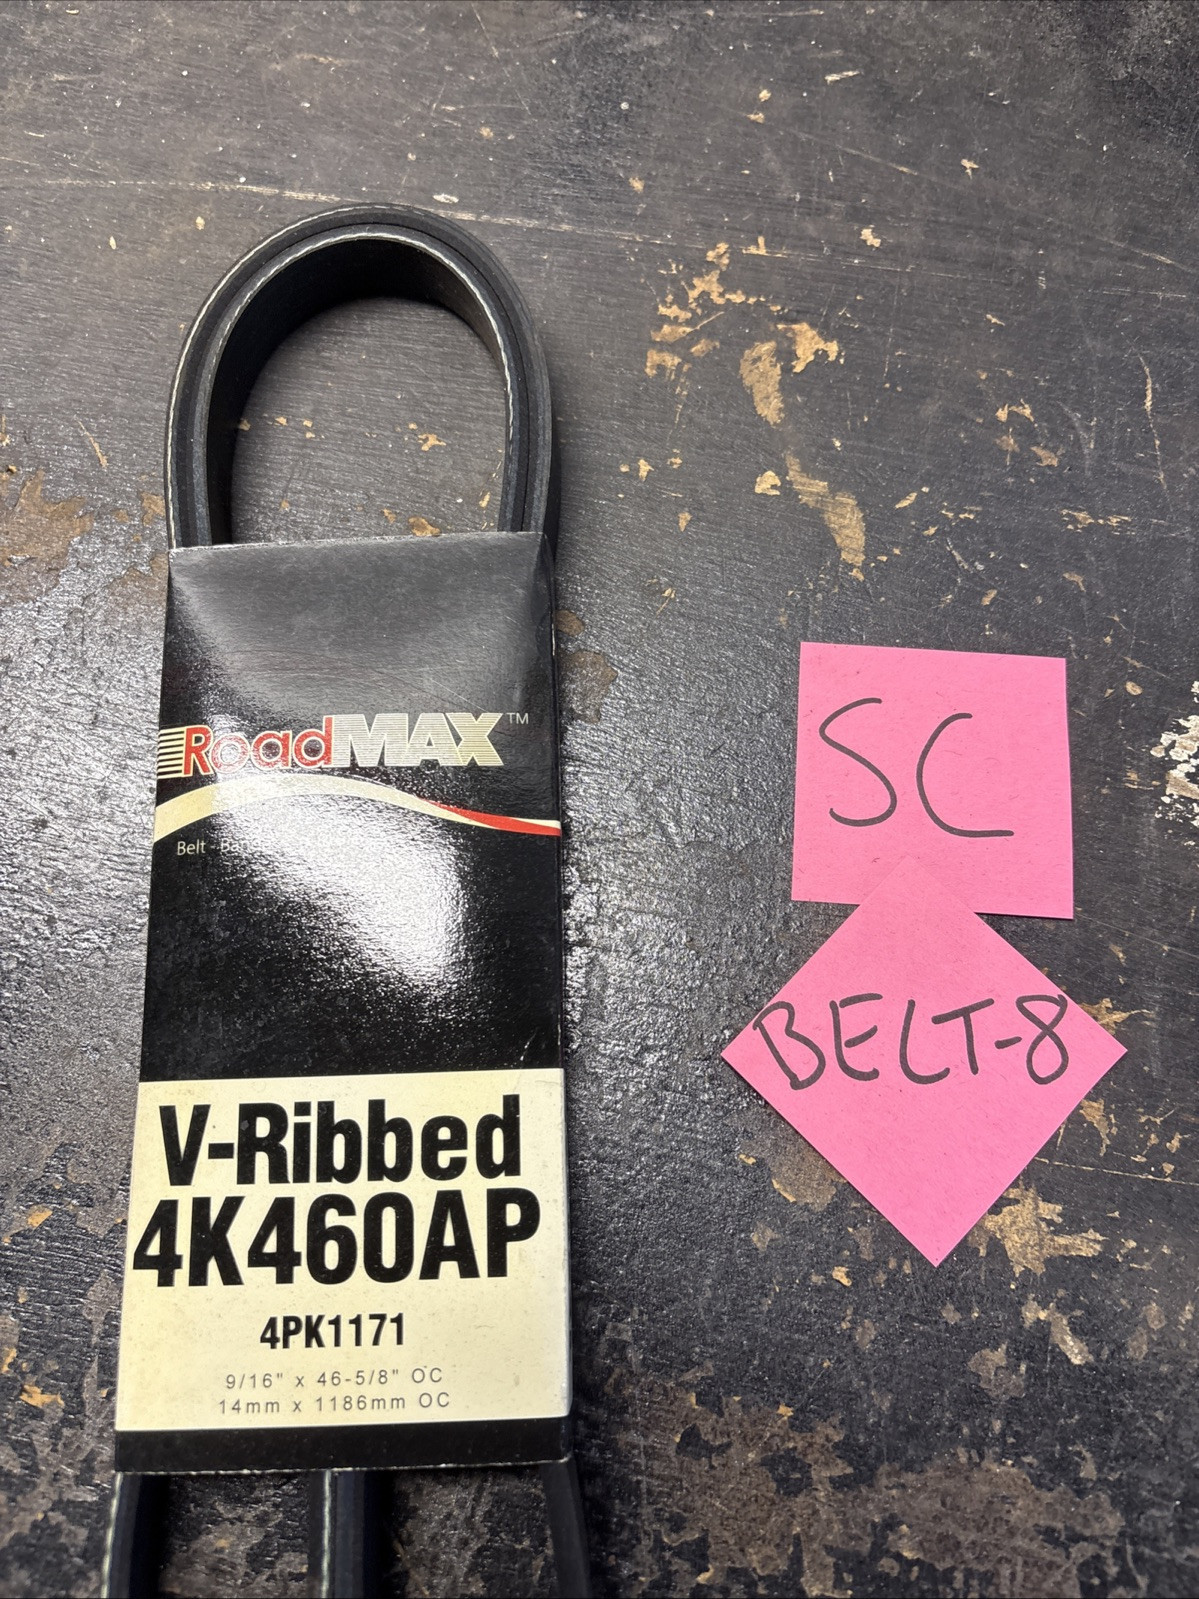 RoadMAX™
Belt -
V-Ribbed
4K460AP
4PK1171
9/16" x 46-5/8" OC
14mm x 1186mm OC
SC
BELT-8